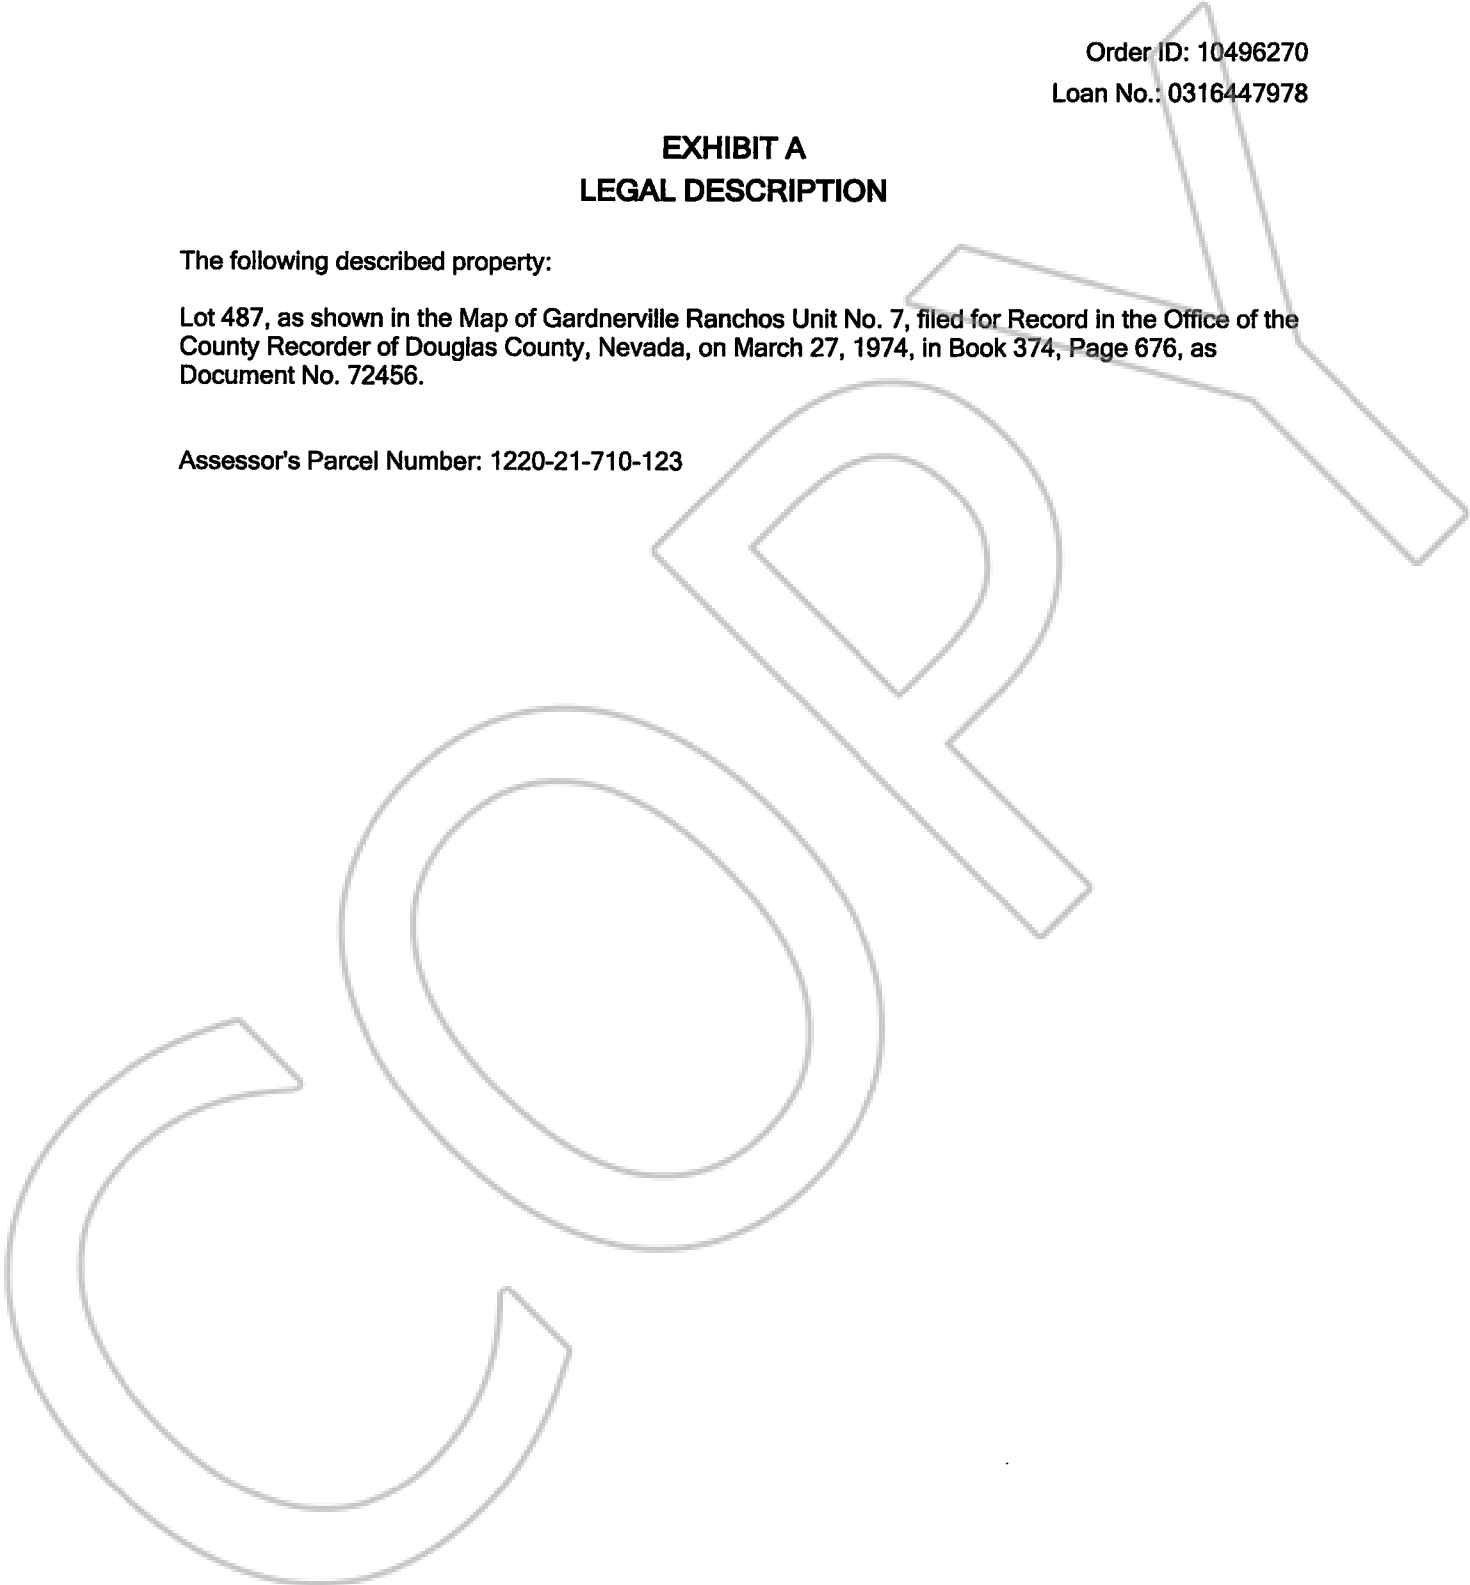 Order ID: 10496270
Loan No.: 0316447978
EXHIBIT A
LEGAL DESCRIPTION
The following described property:
Lot 487, as shown in the Map of Gardnerville Ranchos Unit No. 7, filed for Record in the Office of the
County Recorder of Douglas County, Nevada, on March 27, 1974, in Book 374, Page 676, as
Document No. 72456.
Assessor's Parcel Number: 1220-21-710-123
COPY